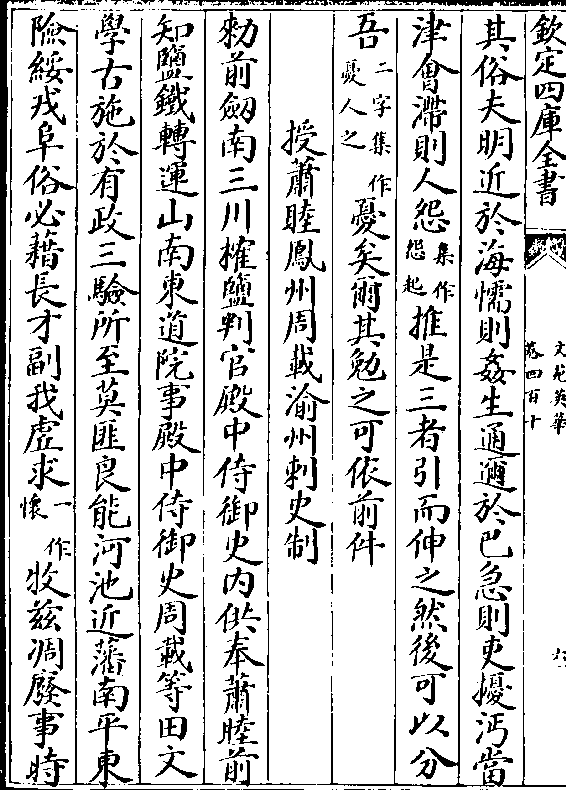 欽定四庫全書
文苑英華
卷四百十
六
其俗夫明近於海懦則姦生通邇於巴急則吏擾沔當
津會滯則人怨集作怨起推是三者引而伸之然後可以分
吾二字集作憂人之憂矣爾其勉之可依前件
授蕭睦鳳州周載渝州刺史制
勑前劔南三川搉鹽判官殿中侍御史内供奉蕭睦前
知鹽鐵轉運山南東道院事殿中侍御史周載等田文
學古施於有政三驗所至莫匪良能河池近藩南平東
險綏戎阜俗必藉長才副我虚求一作懷牧兹凋廢事時